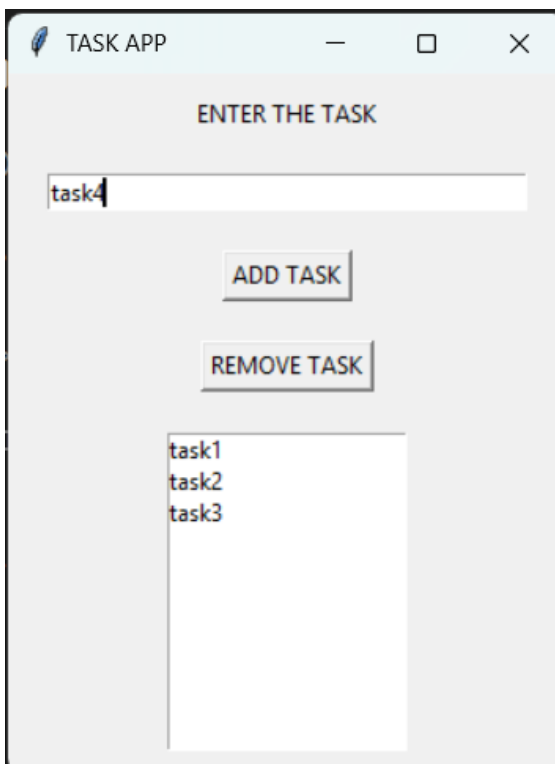 TASK APP
ENTER THE TASK
task4
ADD TASK
REMOVE TASK
task1
task2
task3